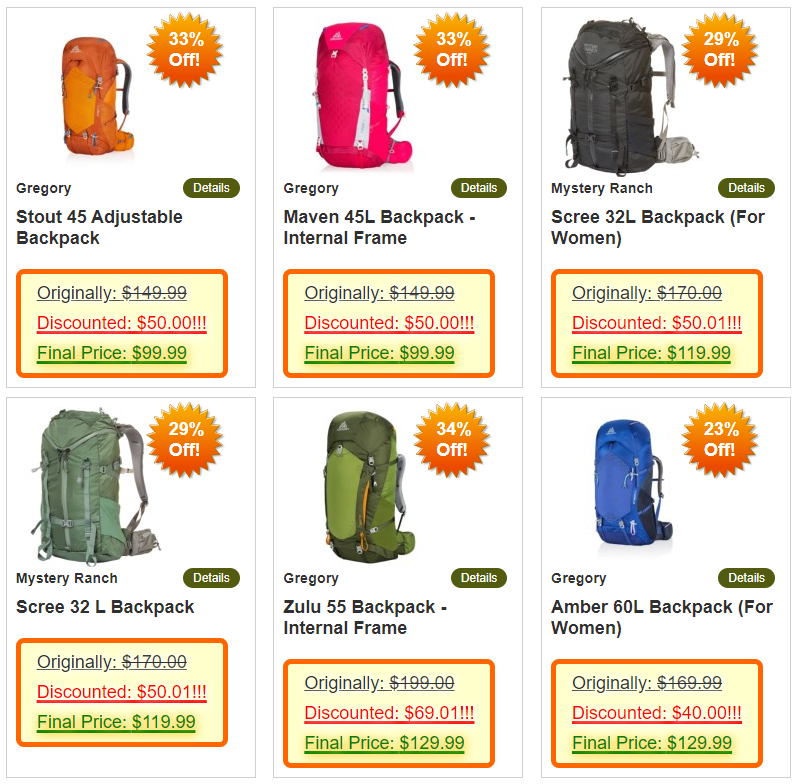 33%
Off!
Gregory
Details
Stout 45 Adjustable
Backpack
Originally: $149.99
Discounted: $50.00!!!
Final Price: $99.99
33%
Off!
Gregory
Details
Maven 45L Backpack -
Internal Frame
Originally: $149.99
Discounted: $50.00!!!
Final Price: $99.99
29%
Off!
Mystery Ranch
Details
Scree 32L Backpack (For
Women)
Originally: $170.00
Discounted: $50.01!!!
Final Price: $119.99
29%
Off!
Mystery Ranch
Details
Scree 32 L Backpack
Originally: $170.00
Discounted: $50.01!!!
Final Price: $119.99
34%
Off!
Gregory
Details
Zulu 55 Backpack -
Internal Frame
Originally: $199.00
Discounted: $69.01!!!
Final Price: $129.99
23%
Off!
Gregory
Details
Amber 60L Backpack (For
Women)
Originally: $169.99
Discounted: $40.00!!!
Final Price: $129.99